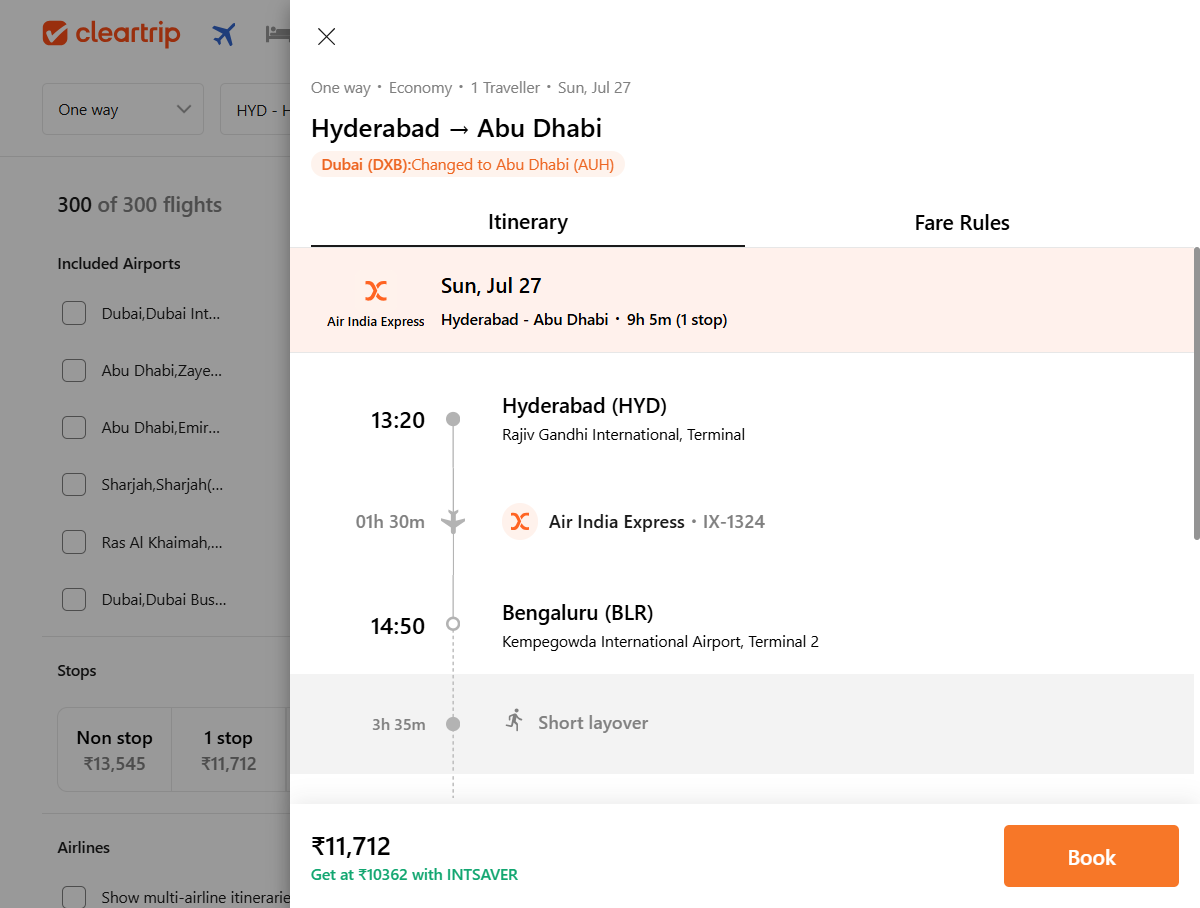 cleartrip
One way
HYD - H
300 of 300 flights
Included Airports
Dubai,Dubai Int...
Abu Dhabi,Zaye...
Abu Dhabi,Emir...
Sharjah,Sharjah(...
Ras Al Khaimah,...
Dubai,Dubai Bus...
Stops
Non stop
₹13,545
1 stop
₹11,712
Airlines
Show multi-airline itinerarie
One way • Economy • 1 Traveller • Sun, Jul 27
Hyderabad → Abu Dhabi
Dubai (DXB):Changed to Abu Dhabi (AUH)
Itinerary
Fare Rules
Air India Express
Sun, Jul 27
Hyderabad - Abu Dhabi • 9h 5m (1 stop)
13:20
Hyderabad (HYD)
Rajiv Gandhi International, Terminal
01h 30m
Air India Express • IX-1324
14:50
Bengaluru (BLR)
Kempegowda International Airport, Terminal 2
3h 35m
Short layover
₹11,712
Get at ₹10362 with INTSAVER
Book